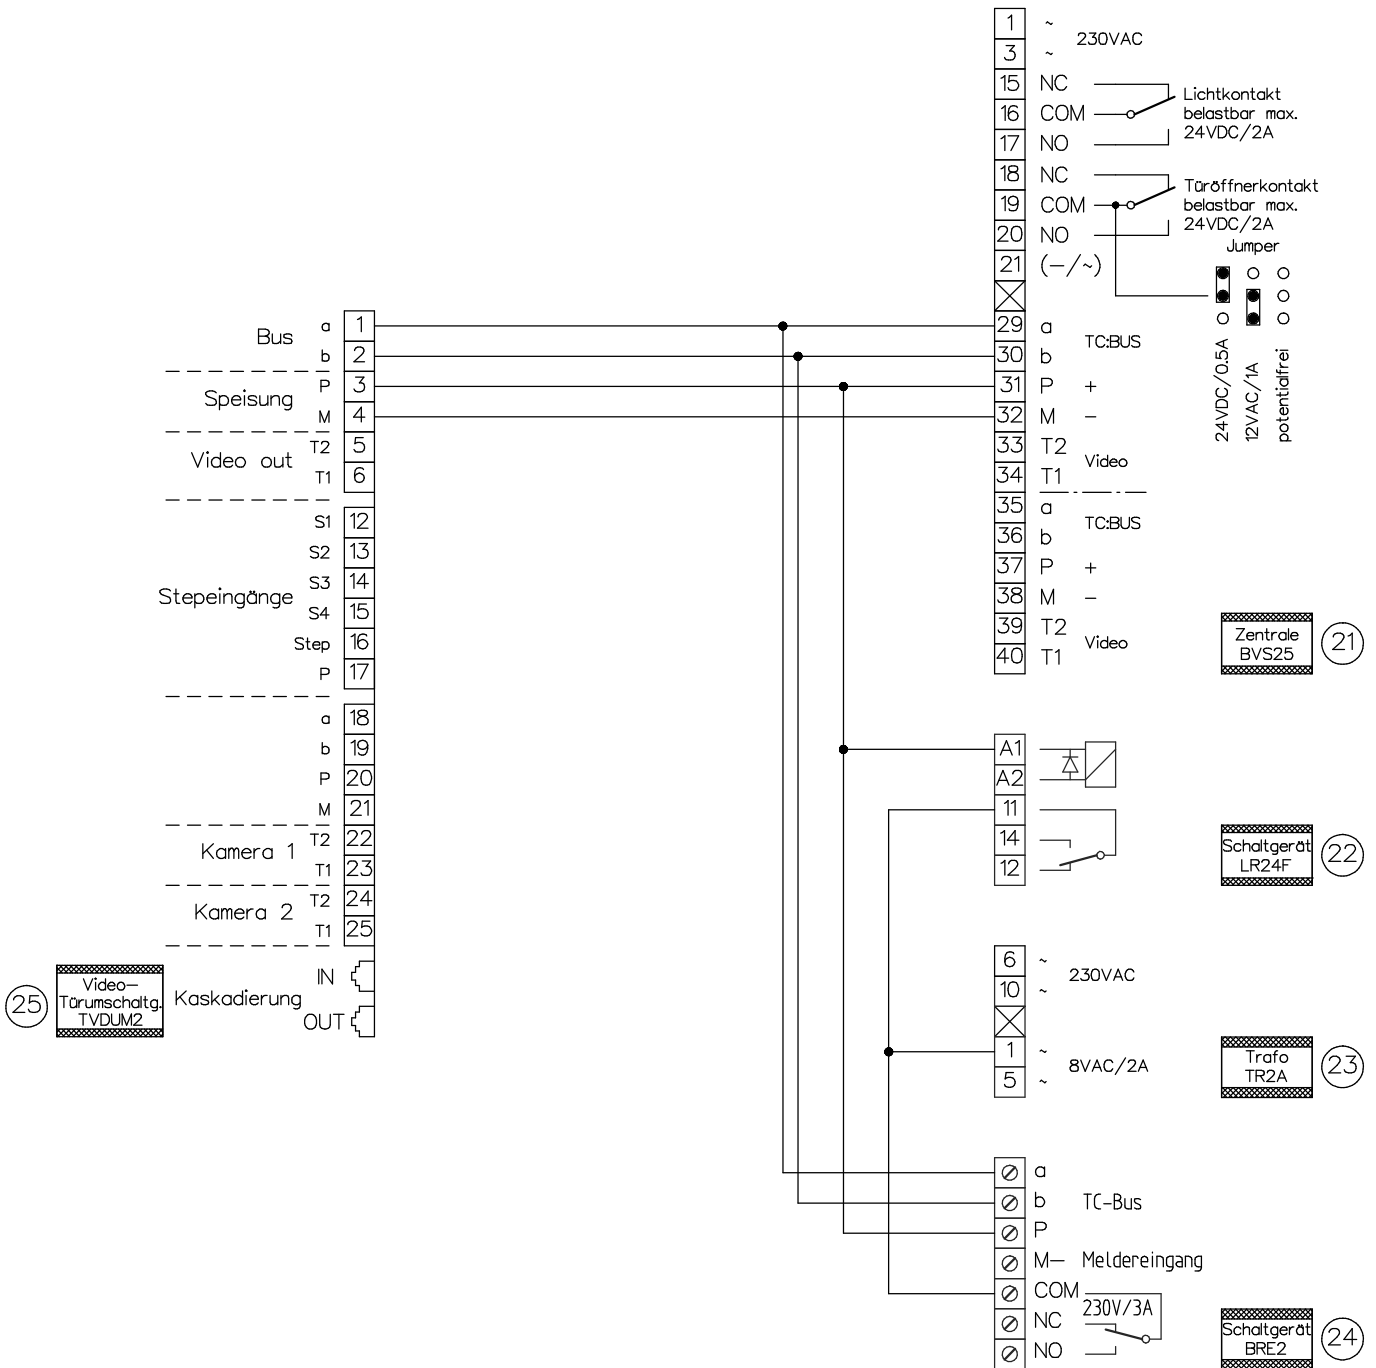 1 ~
230VAC
3 ~
15 NC
Lichtkontakt
16 COM
belastbar max.
24VDC/2A
17 NO
18 NC
Türöffnerkontakt
19 COM
belastbar max.
24VDC/2A
20 NO
Jumper
21 (–/~)
24VDC/0.5A
12VAC/1A
potentialfrei
29 a
TC:BUS
30 b
31 P +
32 M –
33 T2
Video
34 T1
35 a
TC:BUS
36 b
37 P +
38 M –
39 T2
Video
40 T1
Zentrale
BVS25
21
Bus
a 1
b 2
Speisung
P 3
M 4
Video out
T2 5
T1 6
Stepeingänge
S1 12
S2 13
S3 14
S4 15
Step 16
P 17
a 18
b 19
P 20
M 21
Kamera 1
T2 22
T1 23
Kamera 2
T2 24
T1 25
Kaskadierung
IN
OUT
25
Video–
Türumschaltg.
TVDUM2
A1
A2
11
14
12
Schaltgerät
LR24F
22
6 ~
230VAC
10 ~
1 ~
8VAC/2A
5 ~
Trafo
TR2A
23
a
b TC–Bus
P
M– Meldereingang
COM
230V/3A
NC
NO
Schaltgerät
BRE2
24